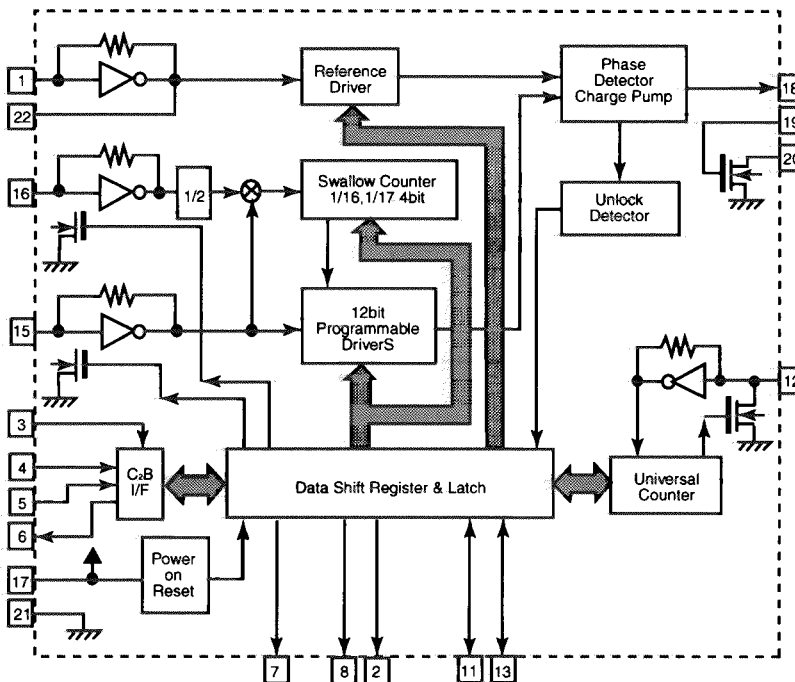 1
22
16
15
3
4
5
6
17
21
Reference
Driver
Phase
Detector
Charge Pump
18
19
20
1/2
Swallow Counter
1/16,1/17 4bit
Unlock
Detector
12bit
Programmable
DriverS
12
C₂B
I/F
Data Shift Register & Latch
Universal
Counter
Power
on
Reset
7
8
2
11
13